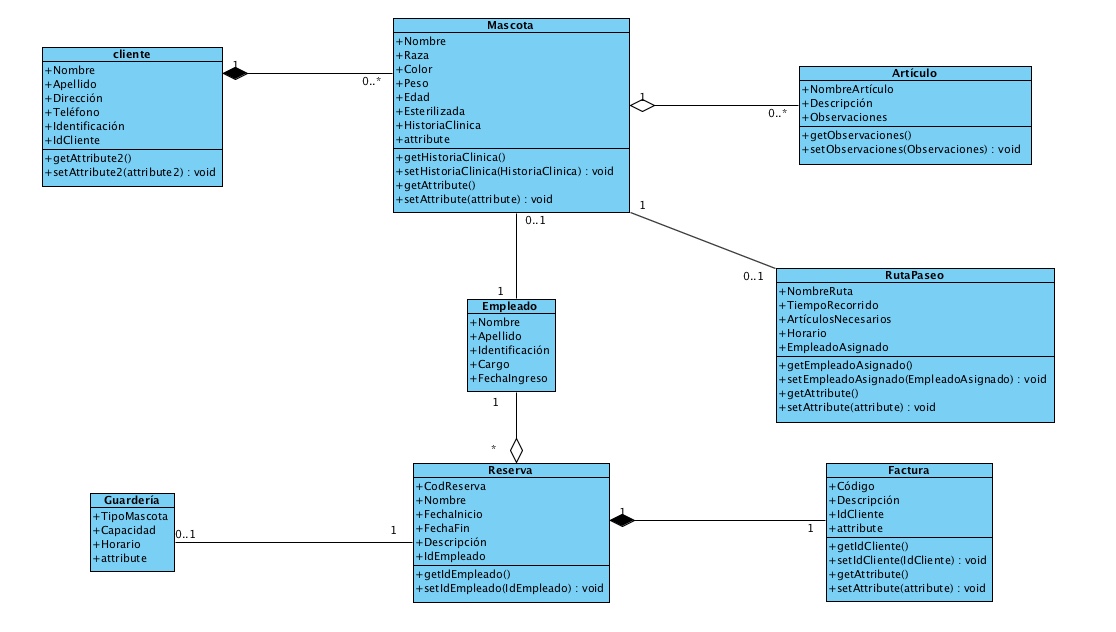 cliente
+Nombre
+Apellido
+Dirección
+Teléfono
+Identificación
+IdCliente
+getAttribute2()
+setAttribute2(attribute2) : void
1
0..*
Mascota
+Nombre
+Raza
+Color
+Peso
+Edad
+Esterilizada
+HistoriaClinica
+attribute
+getHistoriaClinica()
+setHistoriaClinica(HistoriaClinica) : void
+getAttribute()
+setAttribute(attribute) : void
1
0..*
Artículo
+NombreArtículo
+Descripción
+Observaciones
+getObservaciones()
+setObservaciones(Observaciones) : void
1
0..1
RutaPaseo
+NombreRuta
+TiempoRecorrido
+ArtículosNecesarios
+Horario
+EmpleadoAsignado
+getEmpleadoAsignado()
+setEmpleadoAsignado(EmpleadoAsignado) : void
+getAttribute()
+setAttribute(attribute) : void
0..1
1
Empleado
+Nombre
+Apellido
+Identificación
+Cargo
+FechaIngreso
1
*
Guardería
+TipoMascota
+Capacidad
+Horario
+attribute
0..1
1
Reserva
+CodReserva
+Nombre
+FechaInicio
+FechaFin
+Descripción
+IdEmpleado
+getIdEmpleado()
+setIdEmpleado(IdEmpleado) : void
1
1
Factura
+Código
+Descripción
+IdCliente
+attribute
+getIdCliente()
+setIdCliente(IdCliente) : void
+getAttribute()
+setAttribute(attribute) : void